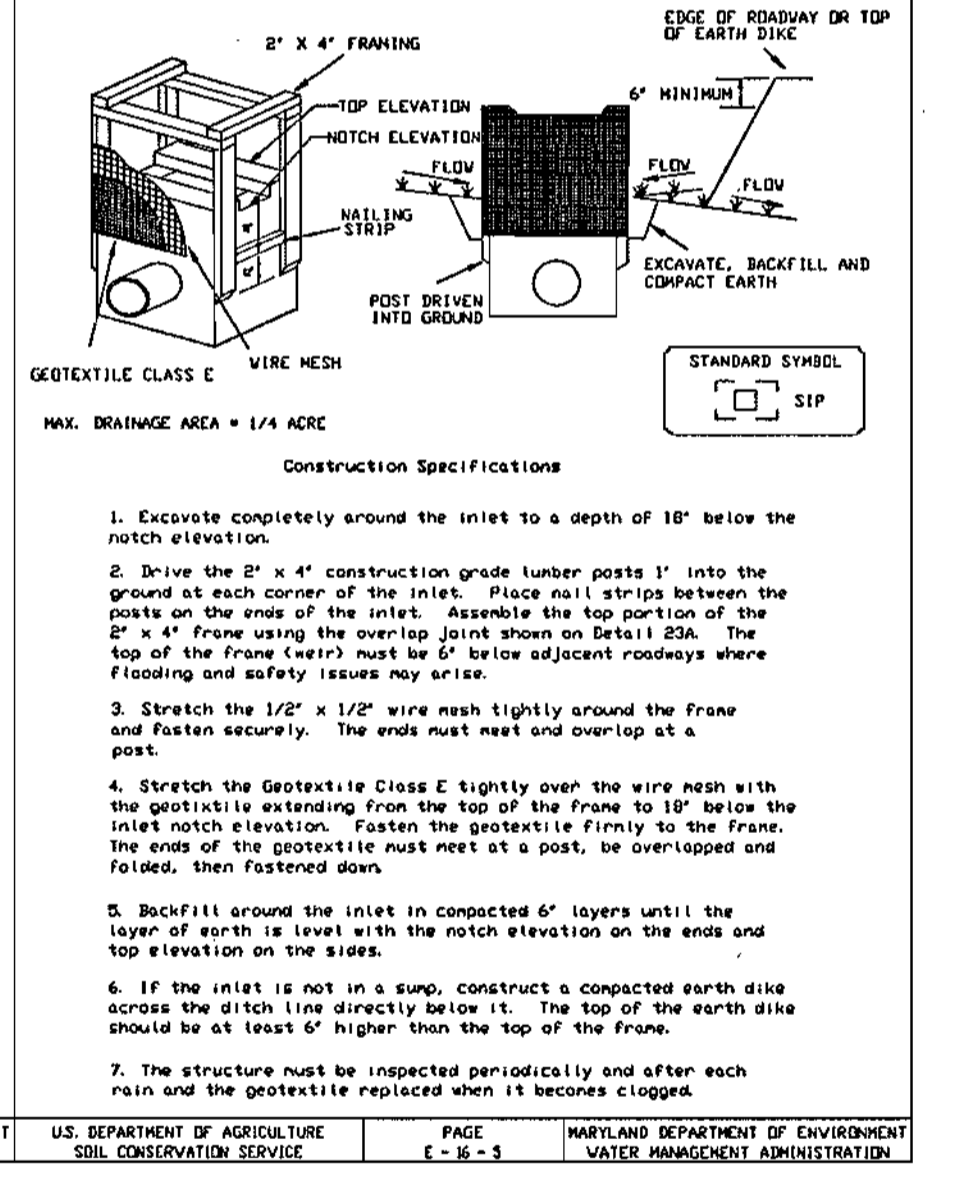 EDGE OF ROADWAY OR TOP
OF EARTH DIKE
2" X 4" FRAMING
6" MINIMUM
TOP ELEVATION
NOTCH ELEVATION
FLOW
FLOW
FLOW
NAILING
STRIP
EXCAVATE, BACKFILL AND
COMPACT EARTH
POST DRIVEN
INTO GROUND
WIRE MESH
GEOTEXTILE CLASS E
STANDARD SYMBOL
SIP
MAX. DRAINAGE AREA = 1/4 ACRE
Construction Specifications
1. Excavate completely around the inlet to a depth of 18" below the
notch elevation.
2. Drive the 2" x 4" construction grade lumber posts 1' into the
ground at each corner of the inlet. Place nail strips between the
posts on the ends of the inlet. Assemble the top portion of the
2" x 4" frame using the overlap joint shown on Detail 23A. The
top of the frame (weir) must be 6" below adjacent roadways where
flooding and safety issues may arise.
3. Stretch the 1/2" x 1/2" wire mesh tightly around the frame
and fasten securely. The ends must meet and overlap at a
post.
4. Stretch the Geotextile Class E tightly over the wire mesh with
the geotixtile extending from the top of the frame to 18" below the
inlet notch elevation. Fasten the geotextile firmly to the frame.
The ends of the geotextile must meet at a post, be overlapped and
folded, then fastened down.
5. Backfill around the inlet in compacted 6" layers until the
layer of earth is level with the notch elevation on the ends and
top elevation on the sides.
6. If the inlet is not in a sump, construct a compacted earth dike
across the ditch line directly below it. The top of the earth dike
should be at least 6" higher than the top of the frame.
7. The structure must be inspected periodically and after each
rain and the geotextile replaced when it becomes clogged.
T
U.S. DEPARTMENT OF AGRICULTURE
SOIL CONSERVATION SERVICE
PAGE
E - 16 - 5
MARYLAND DEPARTMENT OF ENVIRONMENT
WATER MANAGEMENT ADMINISTRATION